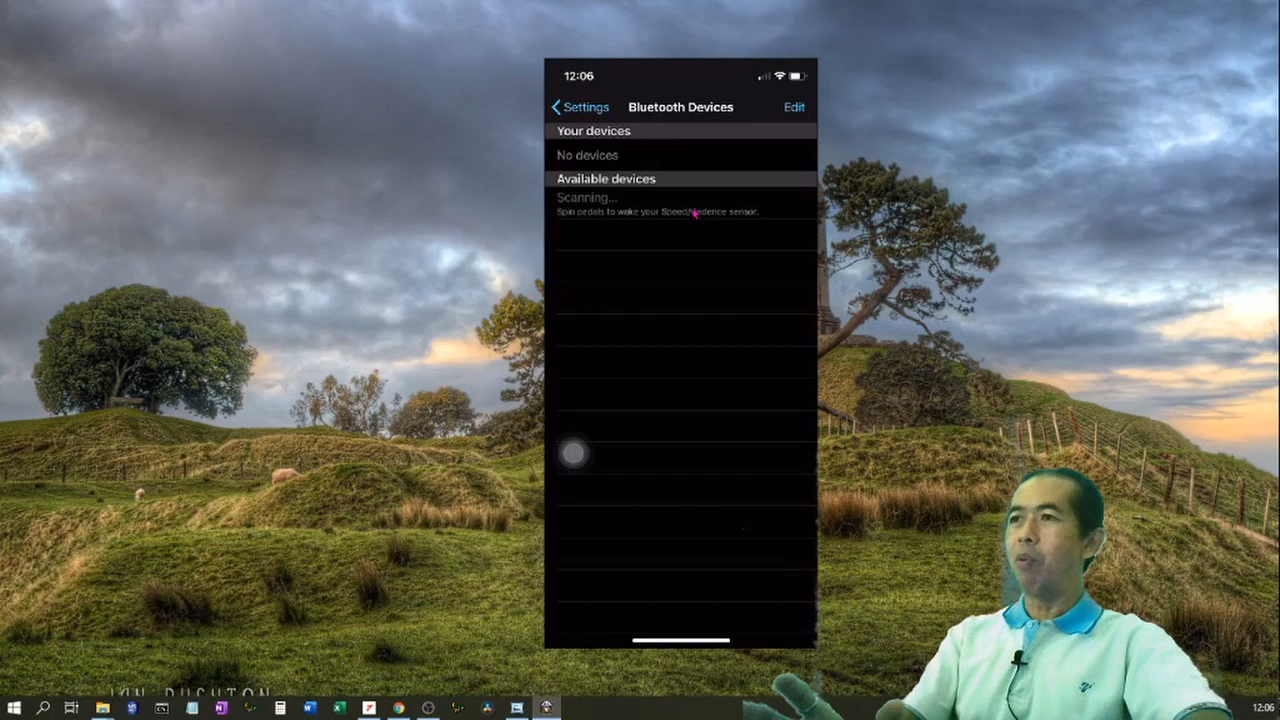 12:06
Settings
Bluetooth Devices
Edit
Your devices
No devices
Available devices
Scanning...
Spin pedals to wake your Speed/Cadence sensor.
12:06